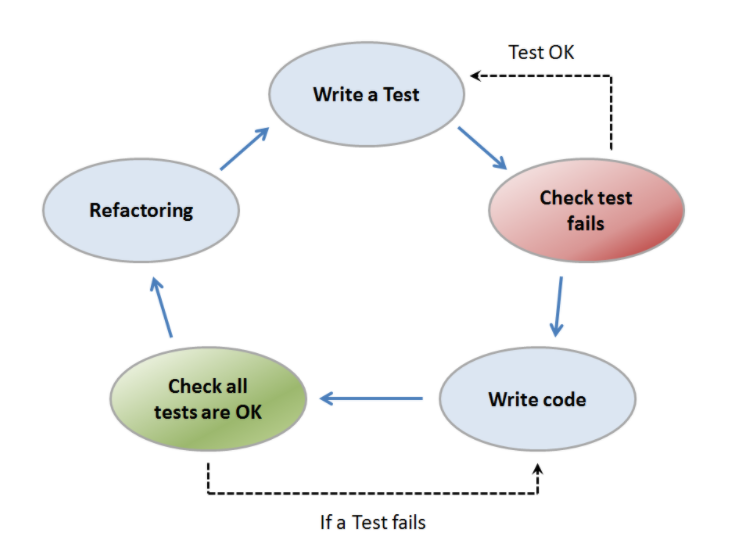 Test OK
Write a Test
Check test
fails
Refactoring
Check all
tests are OK
Write code
If a Test fails